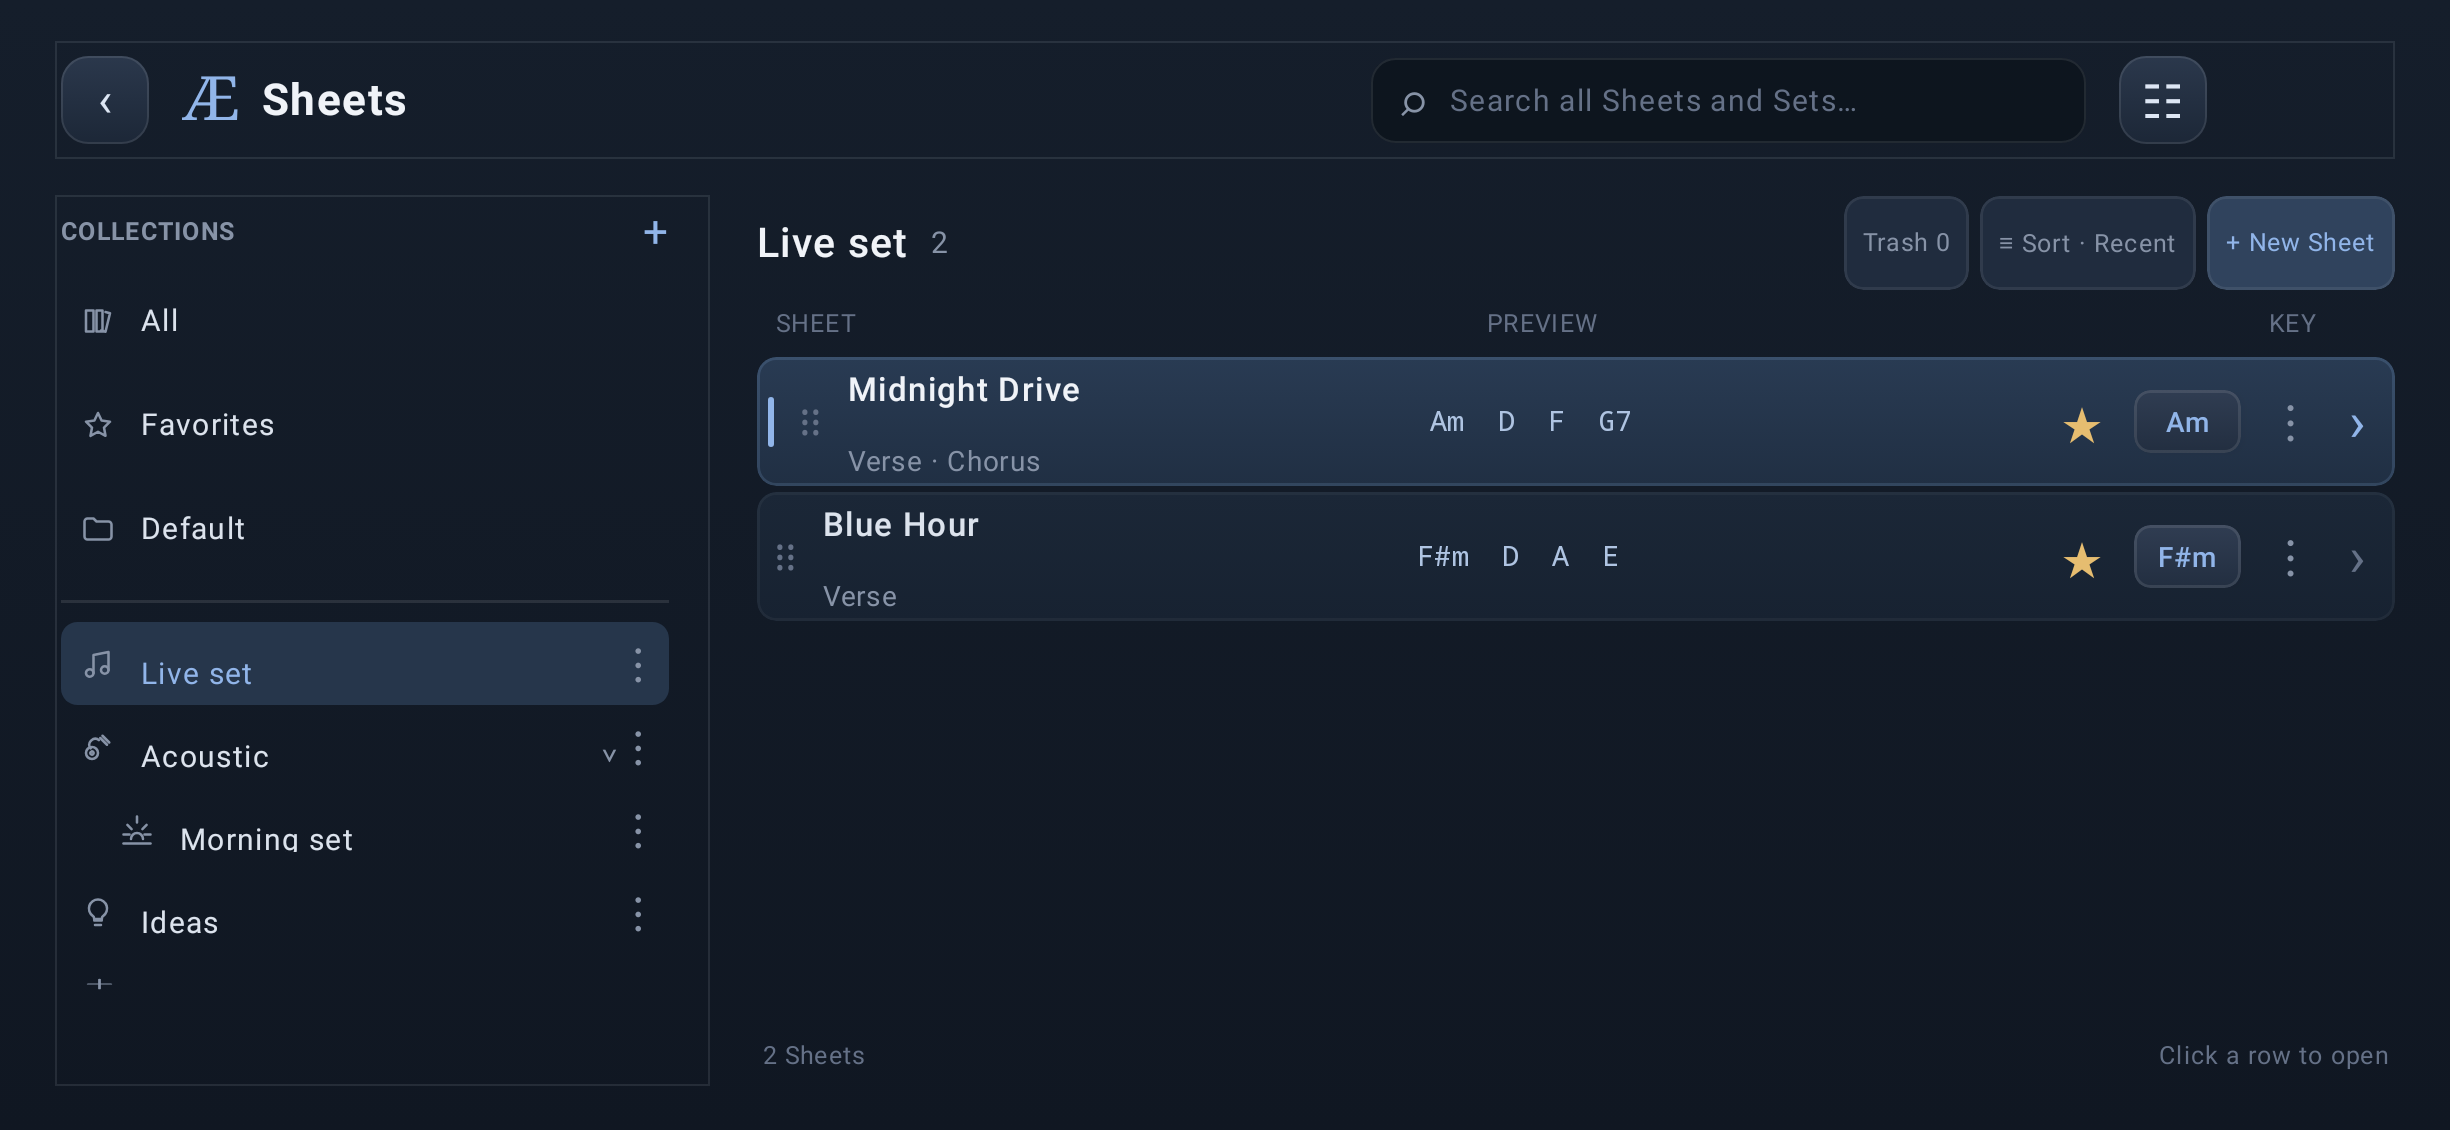 ‹ Æ Sheets
Search all Sheets and Sets…
COLLECTIONS +
All
Favorites
Default
Live set
Acoustic
Morning set
Ideas
Live set 2
Trash 0
≡ Sort · Recent
+ New Sheet
SHEET PREVIEW KEY
Midnight Drive
Verse · Chorus
Am D F G7
★ Am ›
Blue Hour
Verse
F#m D A E
★ F#m ›
2 Sheets
Click a row to open